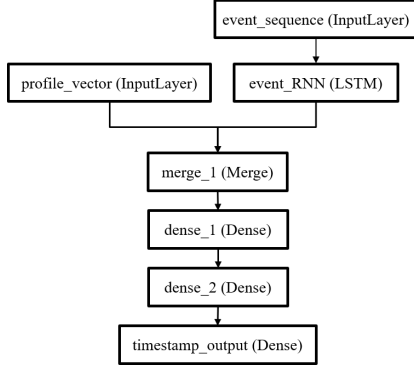 event_sequence (InputLayer)
profile_vector (InputLayer)
event_RNN (LSTM)
merge_1 (Merge)
dense_1 (Dense)
dense_2 (Dense)
timestamp_output (Dense)